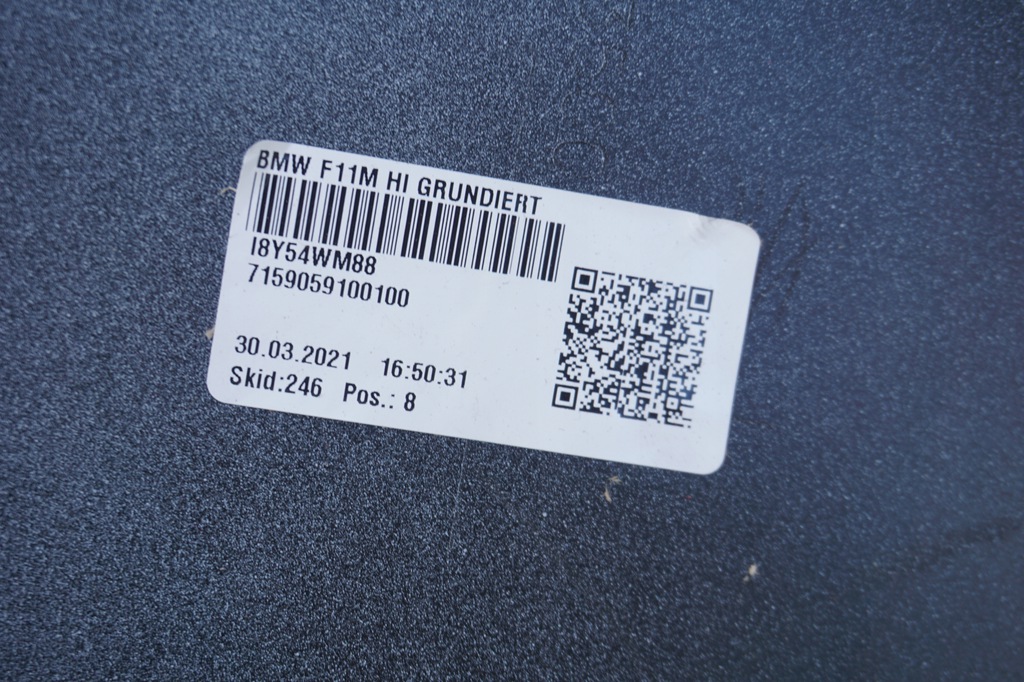 BMW F11M HI GRUNDIERT
I8Y54WM88
7159059100100
30.03.2021 16:50:31
Skid:246 Pos.: 8